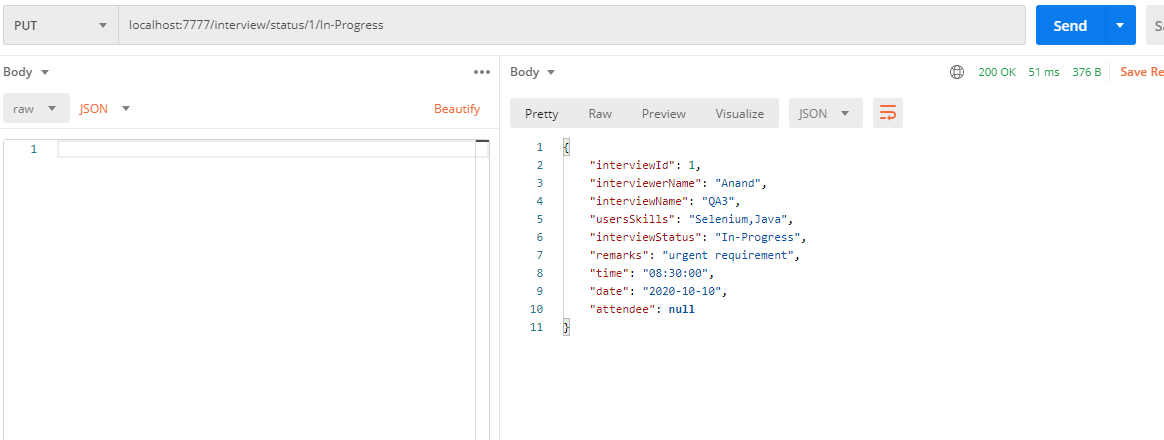 PUT localhost:7777/interview/status/1/In-Progress Send
Body ••• Body 200 OK 51 ms 376 B Save Re
raw JSON Beautify Pretty Raw Preview Visualize JSON
1
1 {
2 "interviewId": 1,
3 "interviewerName": "Anand",
4 "interviewName": "QA3",
5 "usersSkills": "Selenium,Java",
6 "interviewStatus": "In-Progress",
7 "remarks": "urgent requirement",
8 "time": "08:30:00",
9 "date": "2020-10-10",
10 "attendee": null
11 }